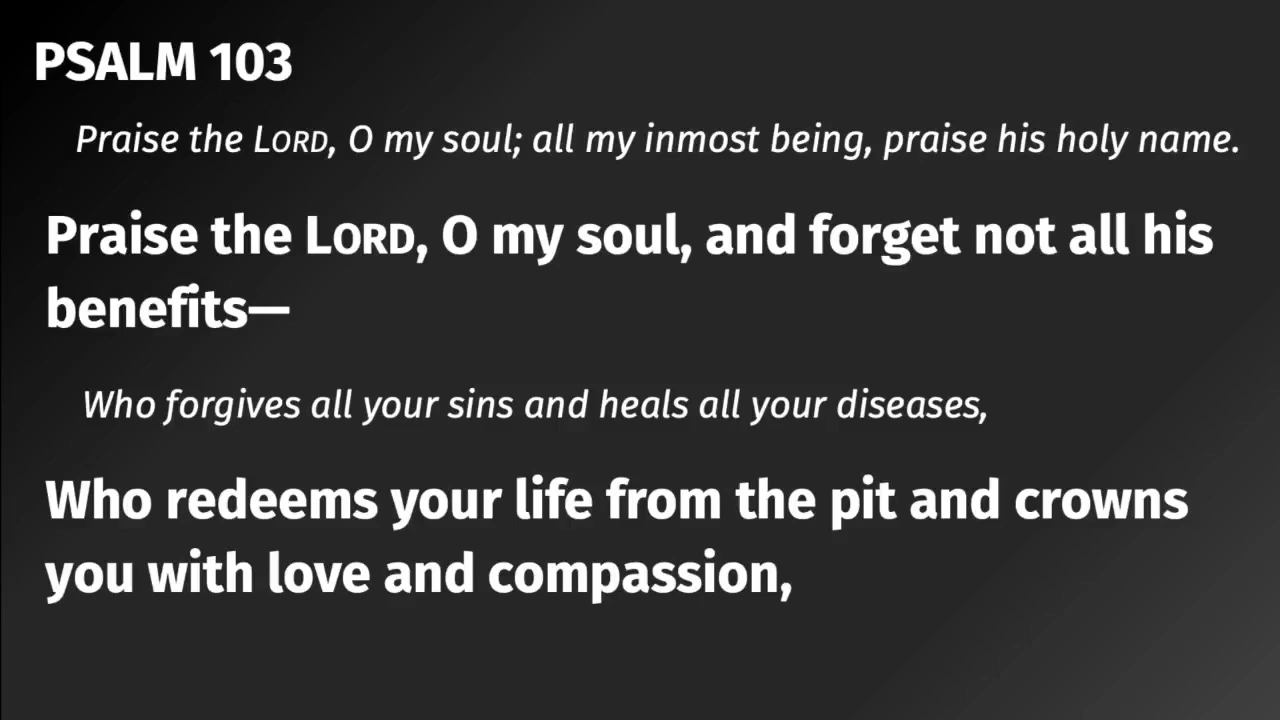 PSALM 103
Praise the LORD, O my soul; all my inmost being, praise his holy name.
Praise the LORD, O my soul, and forget not all his
benefits—
Who forgives all your sins and heals all your diseases,
Who redeems your life from the pit and crowns
you with love and compassion,